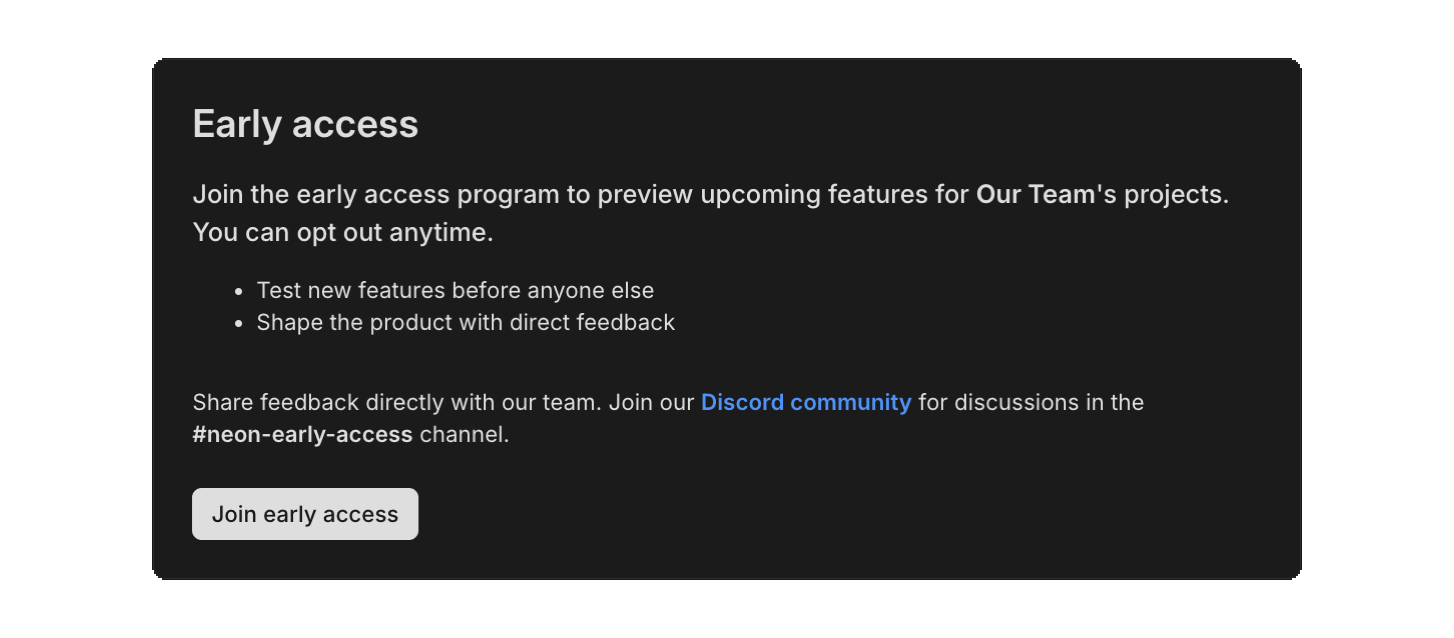 Early access
Join the early access program to preview upcoming features for Our Team's projects.
You can opt out anytime.
• Test new features before anyone else
• Shape the product with direct feedback
Share feedback directly with our team. Join our Discord community for discussions in the
#neon-early-access channel.
Join early access